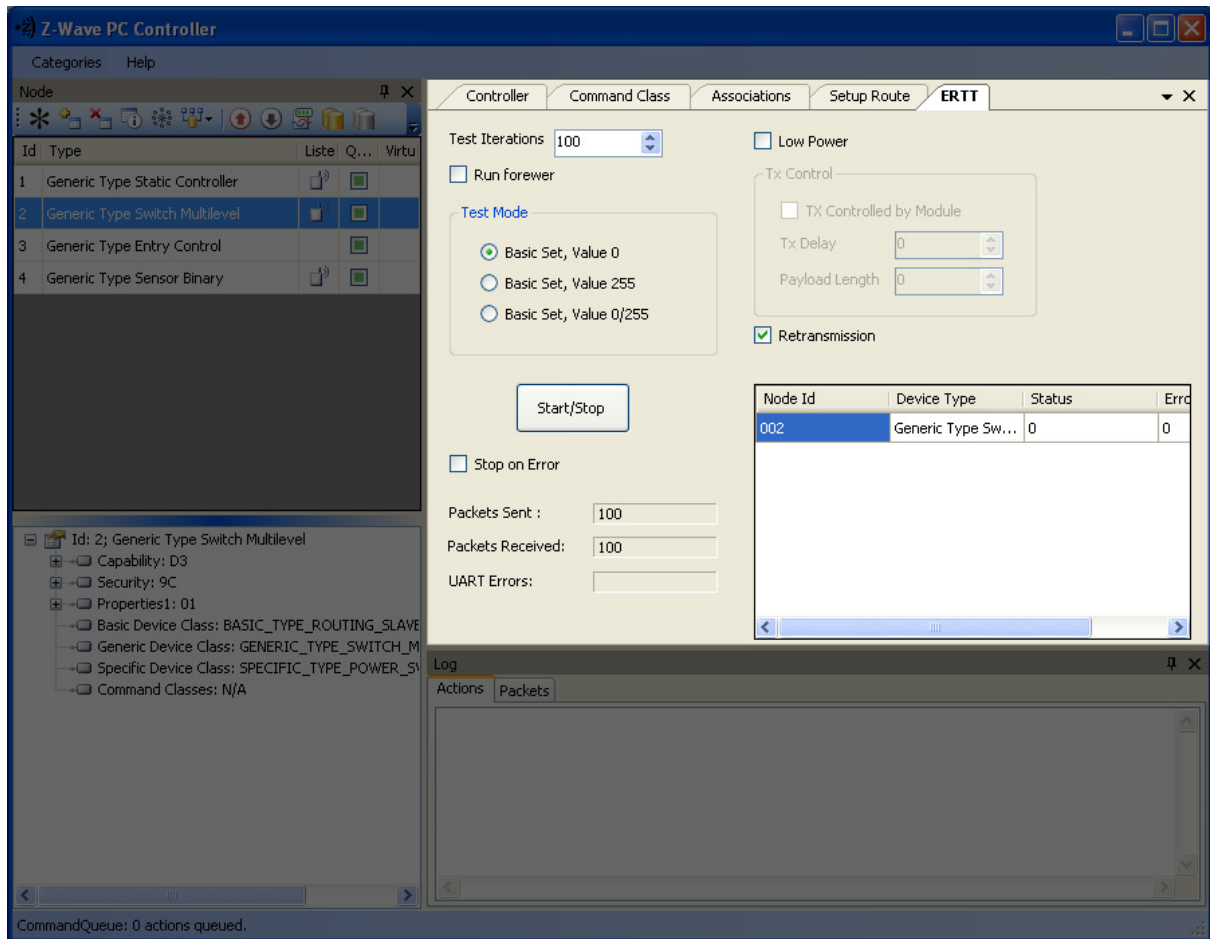 Z-Wave PC Controller
Categories Help
Node
Id Type Liste Q... Virtu
1 Generic Type Static Controller
2 Generic Type Switch Multilevel
3 Generic Type Entry Control
4 Generic Type Sensor Binary
Id: 2; Generic Type Switch Multilevel
Capability: D3
Security: 9C
Properties1: 01
Basic Device Class: BASIC_TYPE_ROUTING_SLAVE
Generic Device Class: GENERIC_TYPE_SWITCH_M
Specific Device Class: SPECIFIC_TYPE_POWER_S
Command Classes: N/A
Controller Command Class Associations Setup Route ERTT
Test Iterations 100
Run forewer
Test Mode
Basic Set, Value 0
Basic Set, Value 255
Basic Set, Value 0/255
Start/Stop
Stop on Error
Packets Sent : 100
Packets Received: 100
UART Errors:
Low Power
Tx Control
TX Controlled by Module
Tx Delay 0
Payload Length 0
Retransmission
Node Id Device Type Status Erro
002 Generic Type Sw... 0 0
Log
Actions Packets
CommandQueue: 0 actions queued.